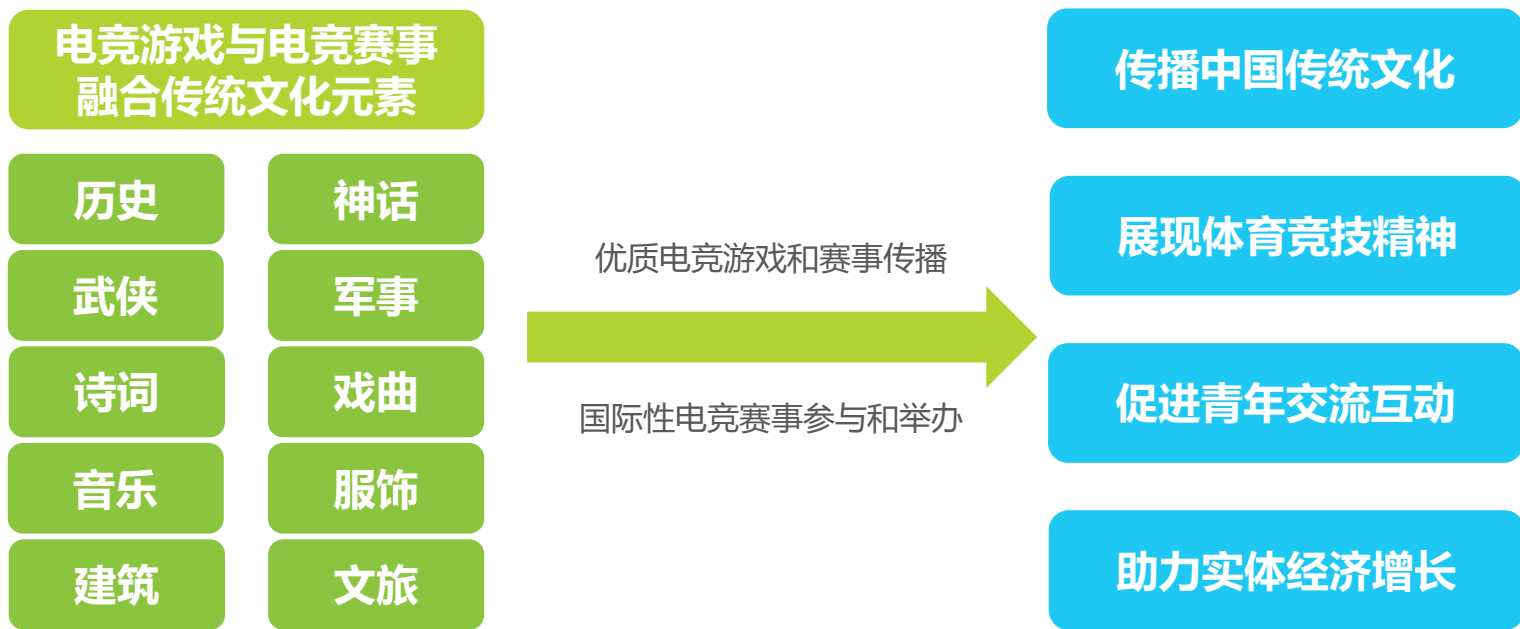 电竞游戏与电竞赛事
融合传统文化元素
历史
神话
武侠
军事
诗词
戏曲
音乐
服饰
建筑
文旅
优质电竞游戏和赛事传播
国际性电竞赛事参与和举办
传播中国传统文化
展现体育竞技精神
促进青年交流互动
助力实体经济增长